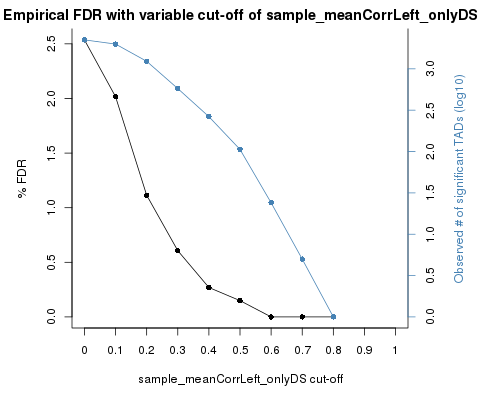 Empirical FDR with variable cut-off of sample_meanCorrLeft_onlyDS
% FDR
2.5
2.0
1.5
1.0
0.5
0.0
0 0.1 0.2 0.3 0.4 0.5 0.6 0.7 0.8 0.9 1
sample_meanCorrLeft_onlyDS cut-off
3.0
2.5
2.0
1.5
1.0
0.5
0.0
Observed # of significant TADs (log10)